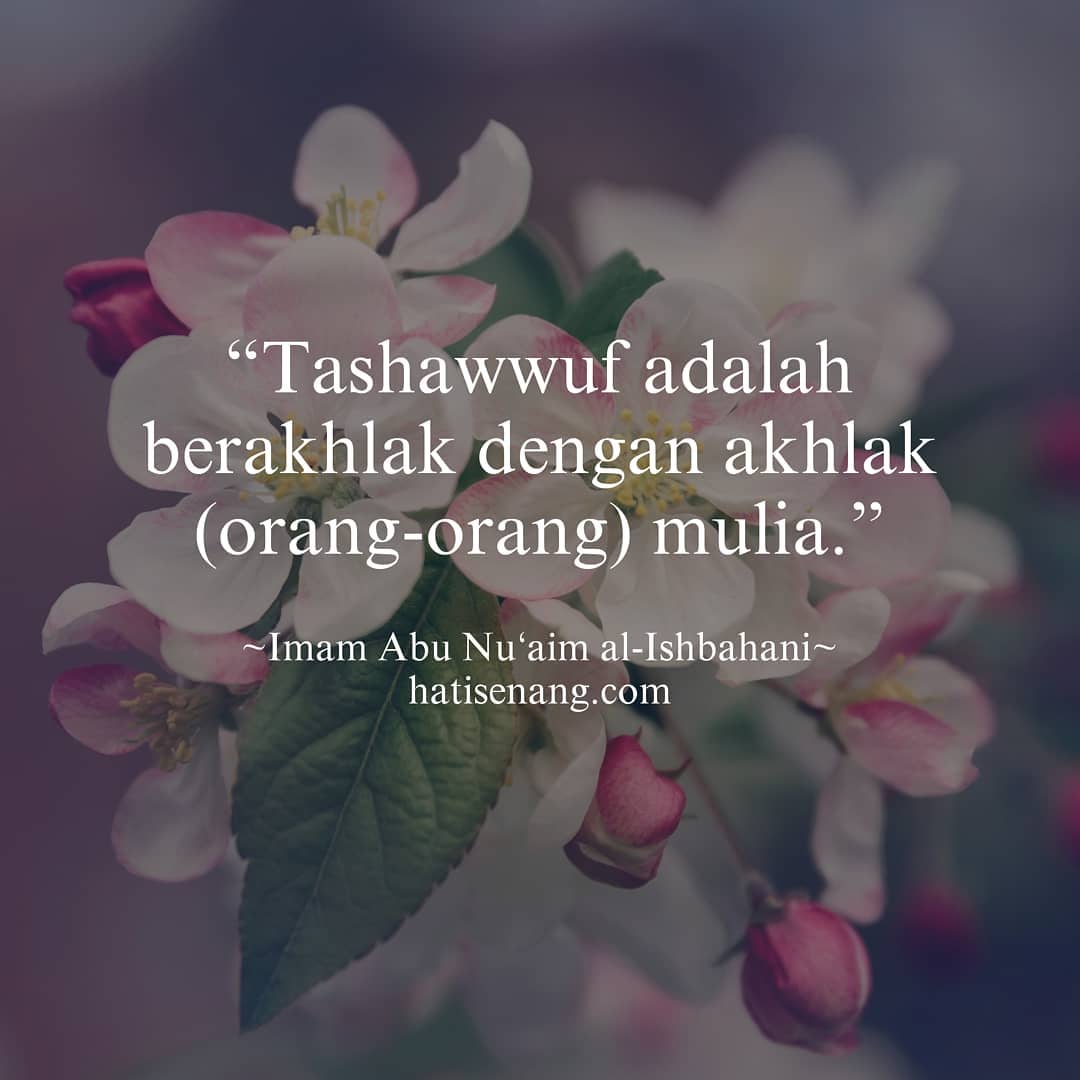 “Tashawwuf adalah
berakhlak dengan akhlak
(orang-orang) mulia.”
~Imam Abu Nu‘aim al-Ishbahani~
hatisenang.com